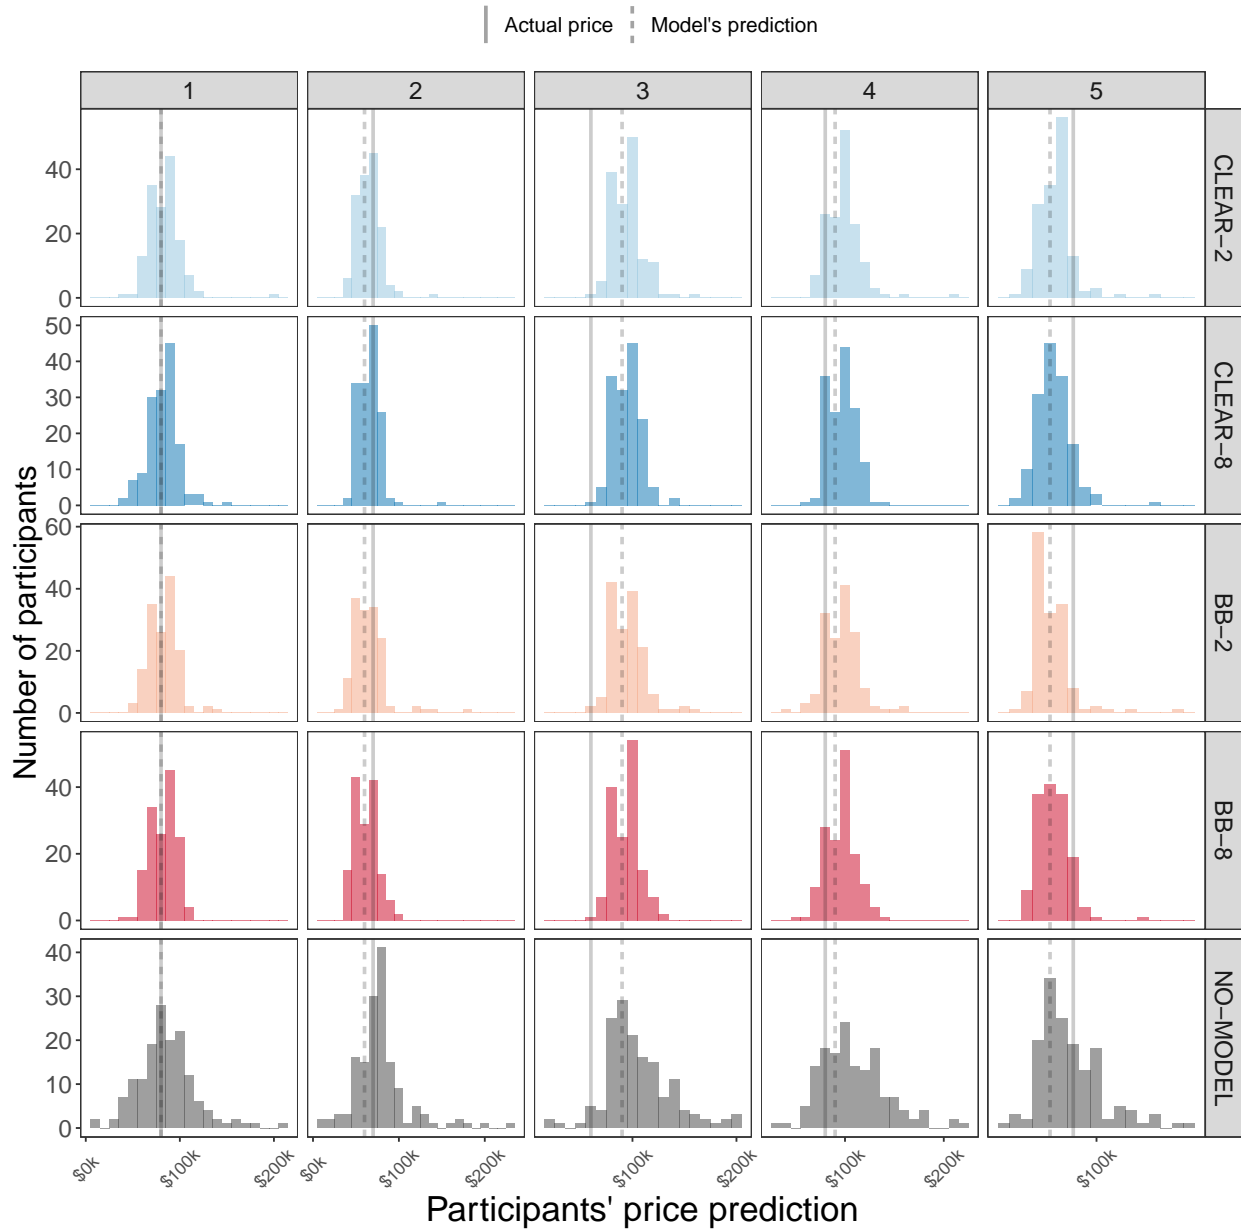 Actual price Model's prediction
1 2 3 4 5
Number of participants
0 20 40
CLEAR−2
0 10 20 30 40 50
CLEAR−8
0 20 40 60
BB−2
0 20 40
BB−8
0 10 20 30 40
NO−MODEL
$0k $100k $200k $0k $100k $200k $100k $200k $100k $200k $100k
Participants' price prediction